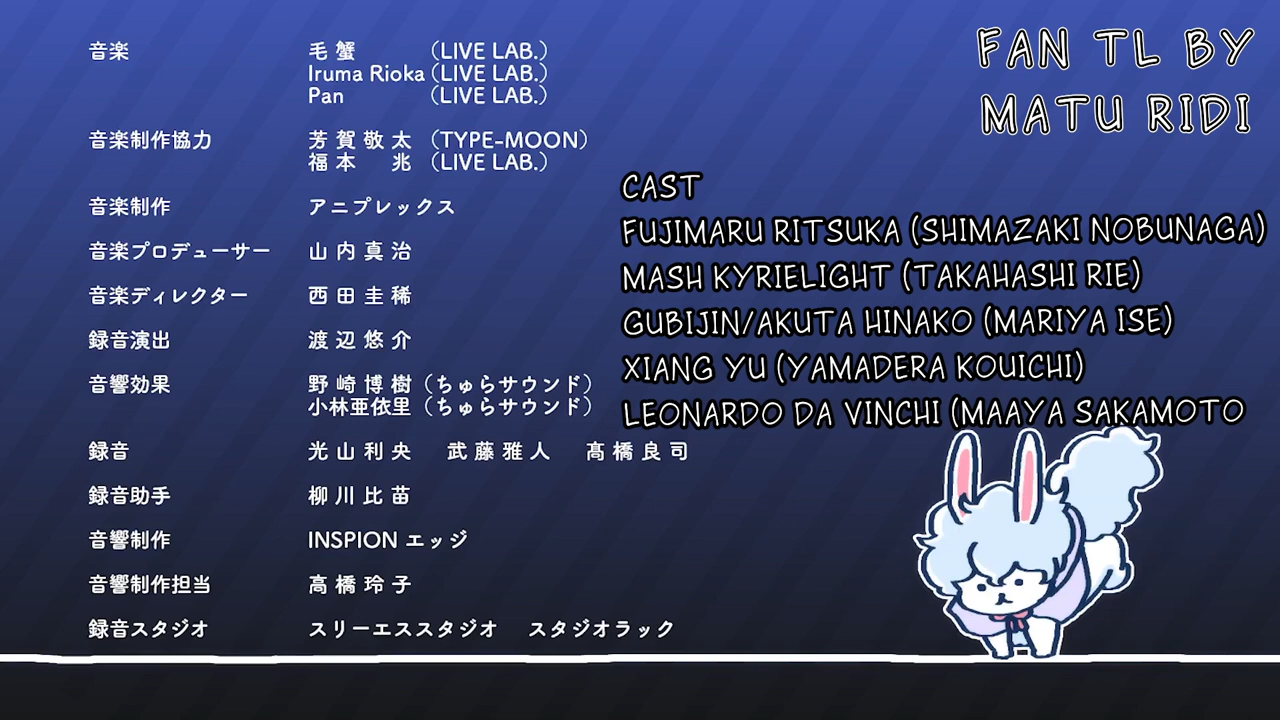 音楽 毛蟹 （LIVE LAB.）
Iruma Rioka（LIVE LAB.）
Pan （LIVE LAB.）
音楽制作協力 芳賀敬太 （TYPE-MOON）
福本 兆 （LIVE LAB.）
音楽制作 アニプレックス
音楽プロデューサー 山内真治
音楽ディレクター 西田圭稀
録音演出 渡辺悠介
音響効果 野崎博樹（ちゅらサウンド）
小林亜依里（ちゅらサウンド）
録音 光山利央 武藤雅人 髙橋良司
録音助手 柳川比苗
音響制作 INSPION エッジ
音響制作担当 高橋玲子
録音スタジオ スリーエススタジオ スタジオラック
FAN TL BY
MATU RIDI
CAST
FUJIMARU RITSUKA (SHIMAZAKI NOBUNAGA)
MASH KYRIELIGHT (TAKAHASHI RIE)
GUBIJIN/AKUTA HINAKO (MARIYA ISE)
XIANG YU (YAMADERA KOUICHI)
LEONARDO DA VINCHI (MAAYA SAKAMOTO